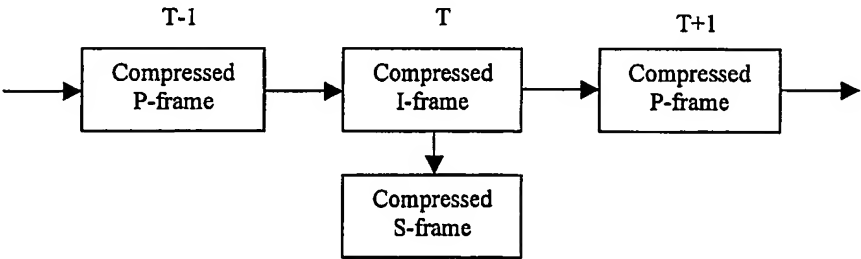 T-1
T
T+1
Compressed
P-frame
Compressed
I-frame
Compressed
P-frame
Compressed
S-frame